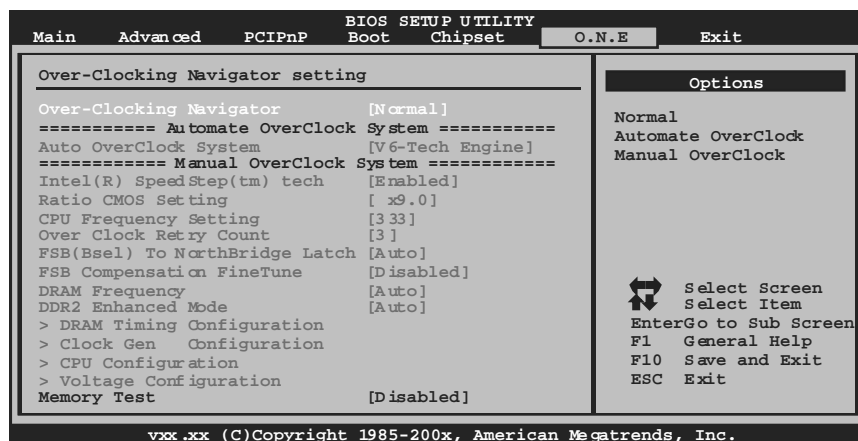 BIOS SETUP UTILITY
Main Advanced PCIPnP Boot Chipset O.N.E Exit
Over-Clocking Navigator setting
Over-Clocking Navigator [Normal]
=========== Automate OverClock System ===========
Auto OverClock System [V6-Tech Engine]
============ Manual OverClock System ============
Intel(R) SpeedStep(tm) tech [Enabled]
Ratio CMOS Setting [ x9.0]
CPU Frequency Setting [333]
Over Clock Retry Count [3]
FSB(Bsel) To NorthBridge Latch [Auto]
FSB Compensation FineTune [Disabled]
DRAM Frequency [Auto]
DDR2 Enhanced Mode [Auto]
> DRAM Timing Configuration
> Clock Gen Configuration
> CPU Configuration
> Voltage Configuration
Memory Test [Disabled]
Options
Normal
Automate OverClock
Manual OverClock
Select Screen
Select Item
Enter Go to Sub Screen
F1 General Help
F10 Save and Exit
ESC Exit
vxx.xx (C)Copyright 1985-200x, American Megatrends, Inc.